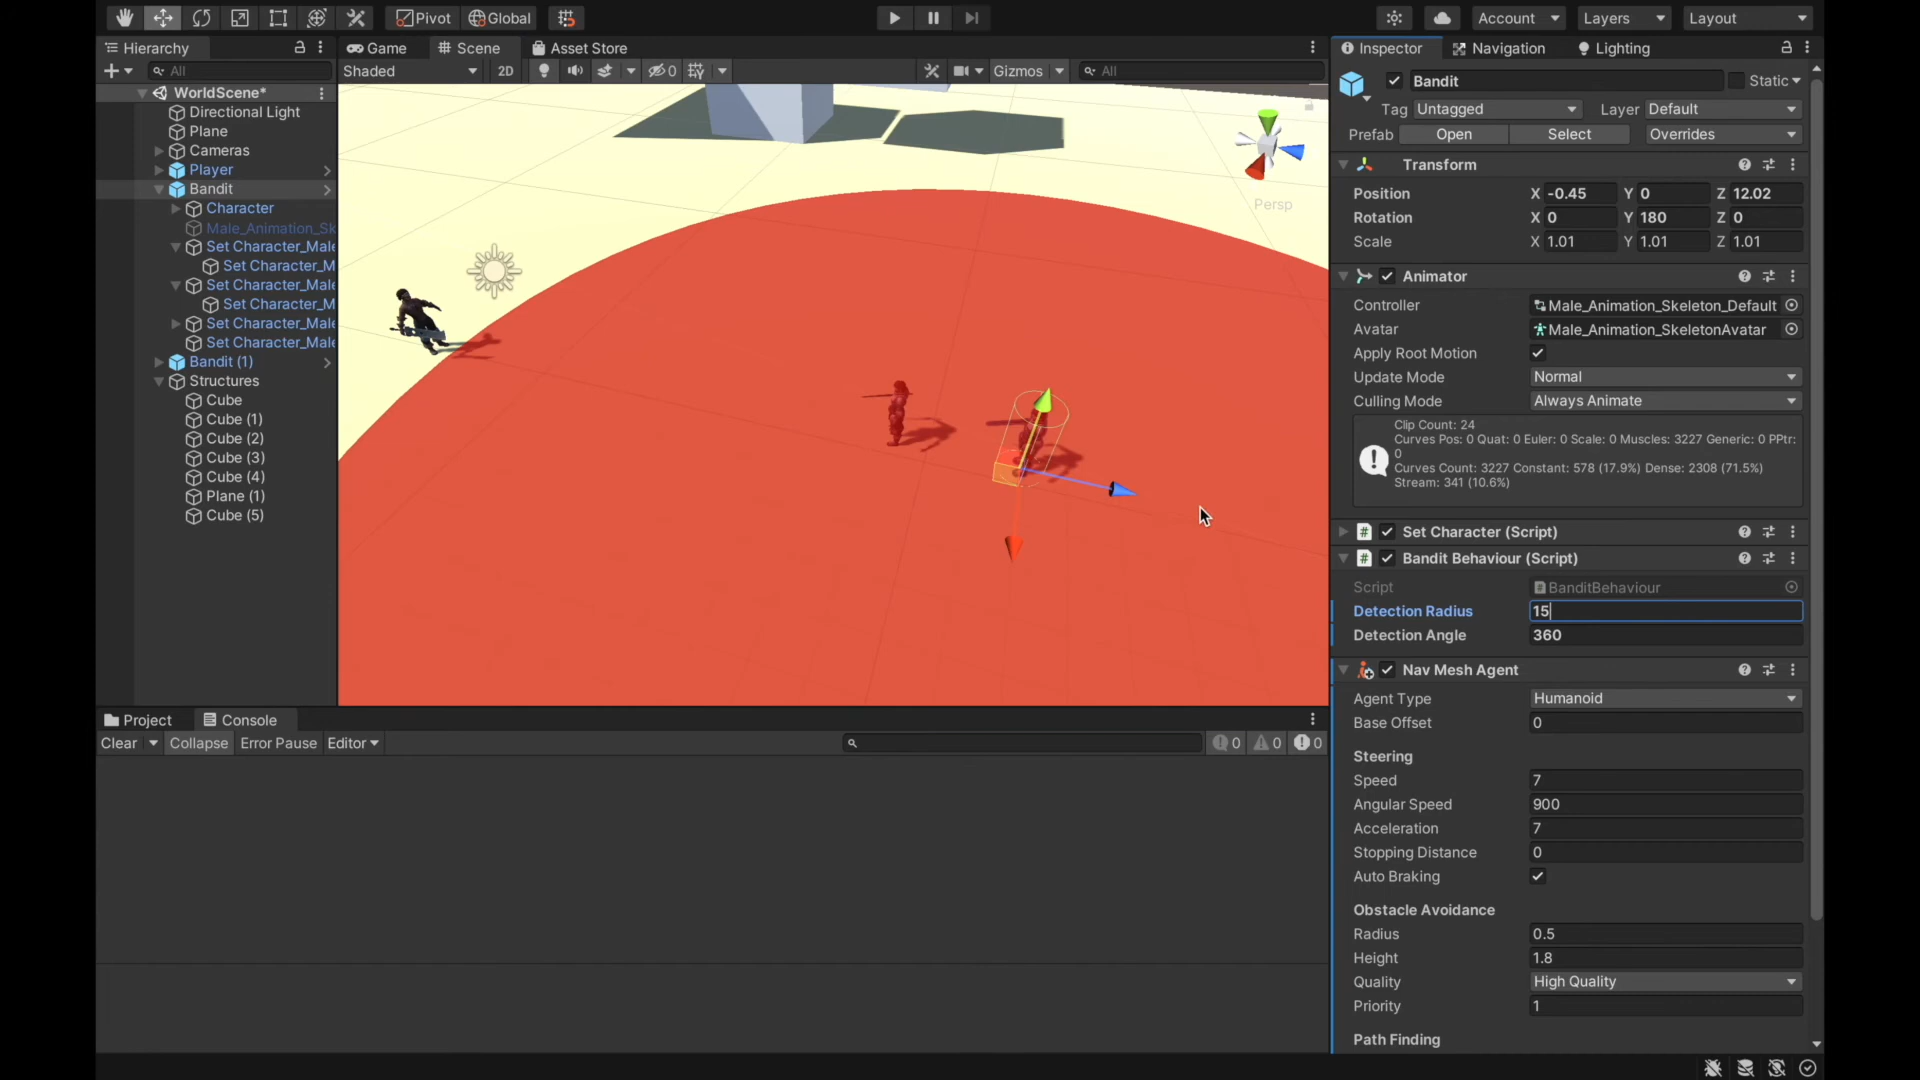 Pivot Global Account Layers Layout
Hierarchy Game Scene Asset Store Inspector Navigation Lighting
All Shaded 2D 0 Gizmos All
WorldScene*
Directional Light
Plane
Cameras
Player
Bandit
Character
Male_Animation_Sk
Set Character_Male
Set Character_M
Set Character_Male
Set Character_M
Set Character_Male
Set Character_Male
Bandit (1)
Structures
Cube
Cube (1)
Cube (2)
Cube (3)
Cube (4)
Plane (1)
Cube (5)
Persp
Bandit Static
Tag Untagged Layer Default
Prefab Open Select Overrides
Transform
Position X -0.45 Y 0 Z 12.02
Rotation X 0 Y 180 Z 0
Scale X 1.01 Y 1.01 Z 1.01
Animator
Controller Male_Animation_Skeleton_Default
Avatar Male_Animation_SkeletonAvatar
Apply Root Motion
Update Mode Normal
Culling Mode Always Animate
Clip Count: 24
Curves Pos: 0 Quat: 0 Euler: 0 Scale: 0 Muscles: 3227 Generic: 0 PPtr:
0
Curves Count: 3227 Constant: 578 (17.9%) Dense: 2308 (71.5%)
Stream: 341 (10.6%)
# Set Character (Script)
# Bandit Behaviour (Script)
Script # BanditBehaviour
Detection Radius 15
Detection Angle 360
Nav Mesh Agent
Agent Type Humanoid
Base Offset 0
Steering
Speed 7
Angular Speed 900
Acceleration 7
Stopping Distance 0
Auto Braking
Obstacle Avoidance
Radius 0.5
Height 1.8
Quality High Quality
Priority 1
Path Finding
Project Console
Clear Collapse Error Pause Editor 0 0 0